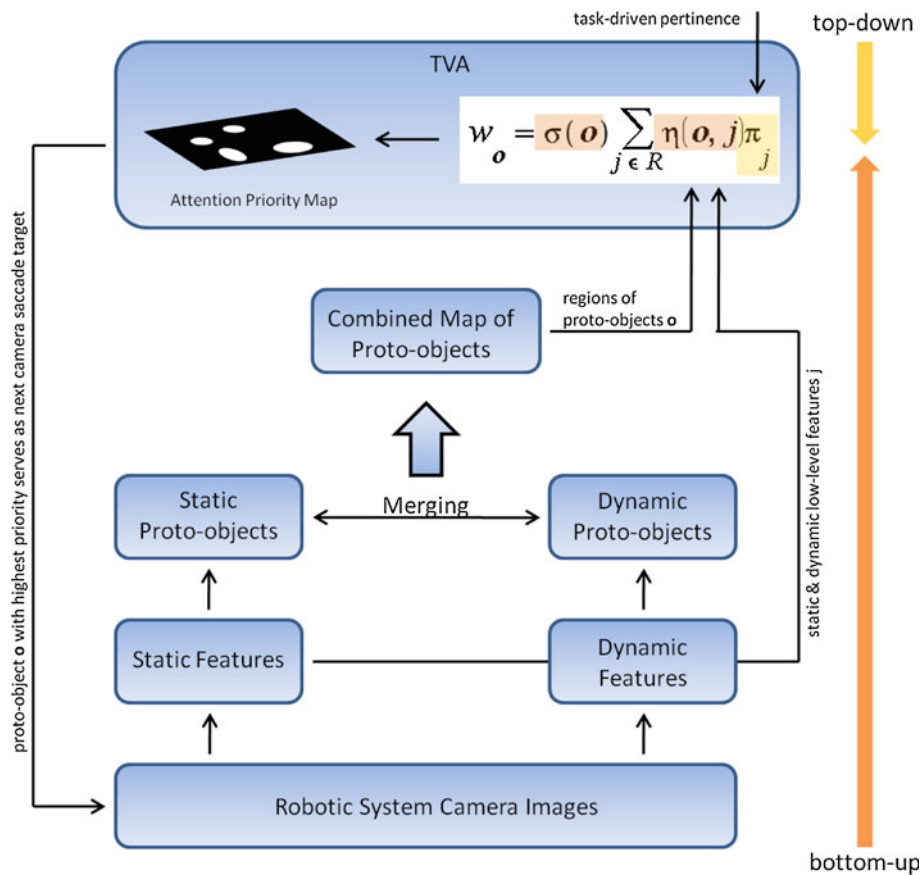 task-driven pertinence
top-down
TVA
w_o = σ(o) ∑_{j ∈ R} η(o, j)π_j
Attention Priority Map
Combined Map of
Proto-objects
regions of
proto-objects o
Static
Proto-objects
Merging
Dynamic
Proto-objects
Static Features
Dynamic
Features
Robotic System Camera Images
proto-object o with highest priority serves as next camera saccade target
static & dynamic low-level features j
bottom-up